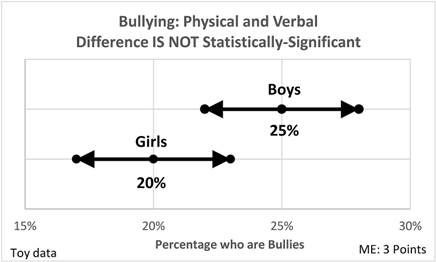 Bullying: Physical and Verbal
Difference IS NOT Statistically-Significant
Boys
25%
Girls
20%
15% 20% 25% 30%
Toy data Percentage who are Bullies ME: 3 Points